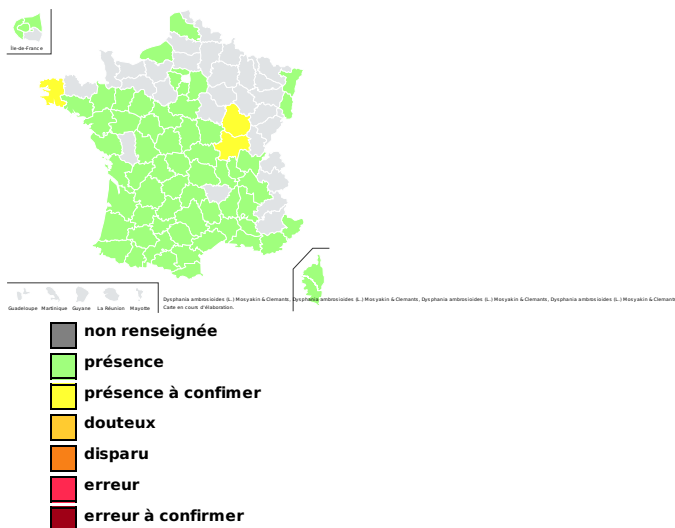 Île-de-France
Guadeloupe Martinique Guyane La Réunion Mayotte
Dysphania ambrosioides (L.) Mosyakin & Clemants, Dysphania ambrosioides (L.) Mosyakin & Clemants, Dysphania ambrosioides (L.) Mosyakin & Clemants, Dysphania ambrosioides (L.) Mosyakin & Clemants
Carte en cours d'élaboration.
non renseignée
présence
présence à confimer
douteux
disparu
erreur
erreur à confirmer